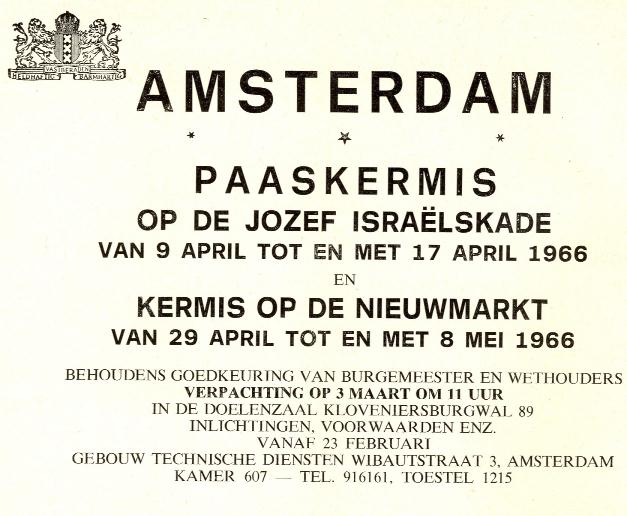 VASTBERADEN
HELDHAFTIG BARMHARTIG
AMSTERDAM
PAASKERMIS
OP DE JOZEF ISRAËLSKADE
VAN 9 APRIL TOT EN MET 17 APRIL 1966
EN
KERMIS OP DE NIEUWMARKT
VAN 29 APRIL TOT EN MET 8 MEI 1966
BEHOUDENS GOEDKEURING VAN BURGEMEESTER EN WETHOUDERS
VERPACHTING OP 3 MAART OM 11 UUR
IN DE DOELENZAAL KLOVENIERSBURGWAL 89
INLICHTINGEN, VOORWAARDEN ENZ.
VANAF 23 FEBRUARI
GEBOUW TECHNISCHE DIENSTEN WIBAUTSTRAAT 3, AMSTERDAM
KAMER 607 — TEL. 916161, TOESTEL 1215